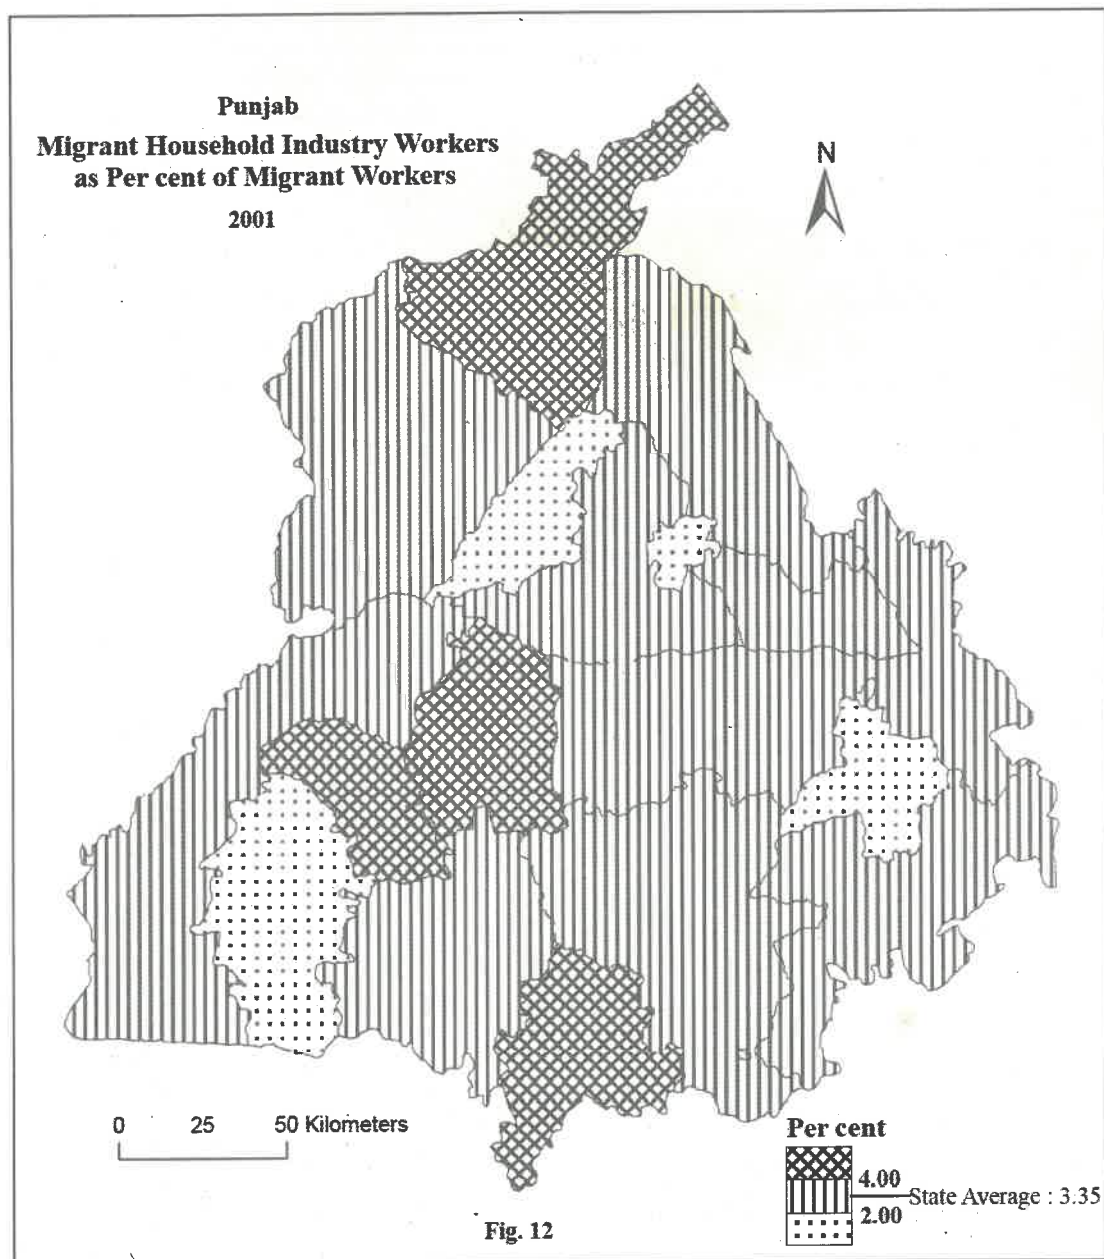 Punjab
Migrant Household Industry Workers
as Per cent of Migrant Workers
2001
N
0 25 50 Kilometers
Per cent
4.00
State Average : 3.35
2.00
Fig. 12